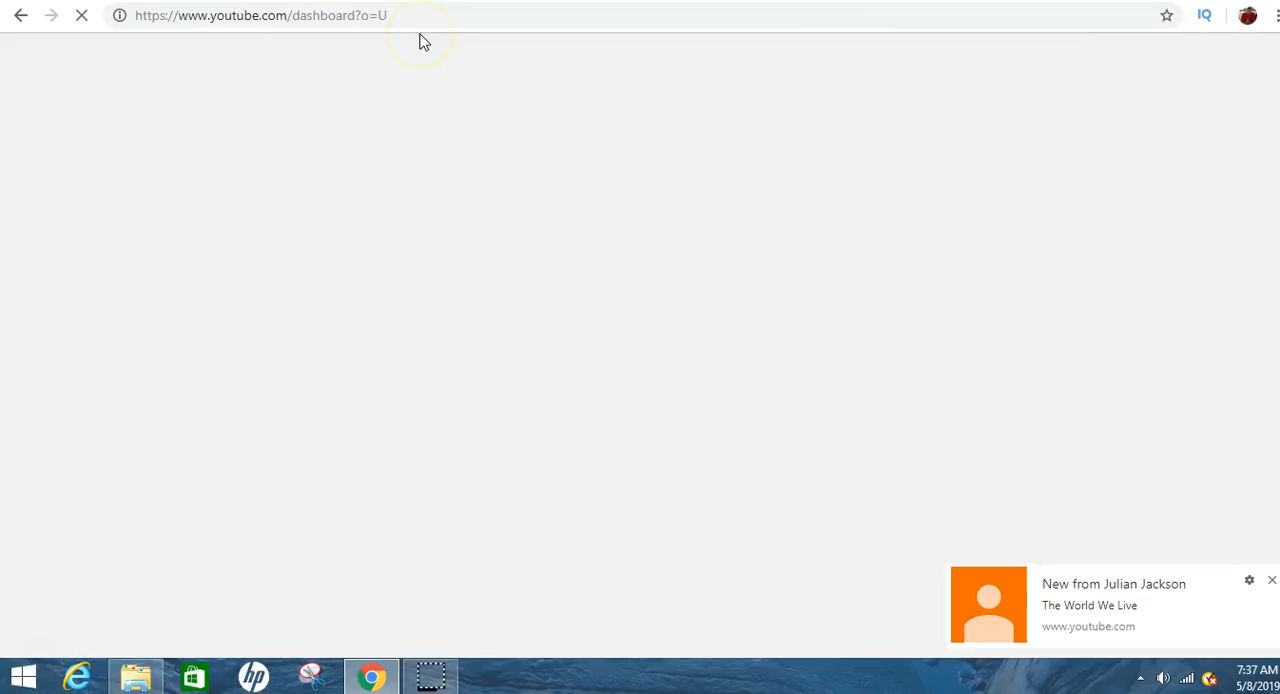 https://www.youtube.com/dashboard?o=U
IQ
New from Julian Jackson
The World We Live
www.youtube.com
hp
7:37 AM
5/8/2019